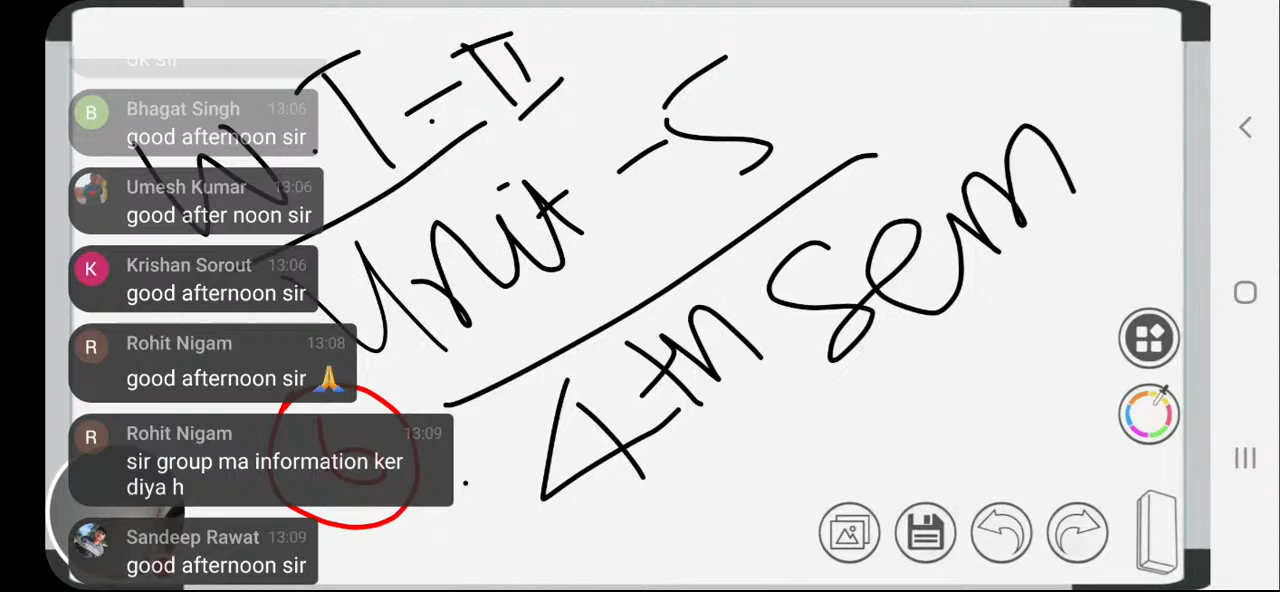 ok sir
Bhagat Singh 13:06
good afternoon sir
Umesh Kumar 13:06
good after noon sir
Krishan Sorout 13:06
good afternoon sir
Rohit Nigam 13:08
good afternoon sir 🙏
Rohit Nigam 13:09
sir group ma information ker
diya h
Sandeep Rawat 13:09
good afternoon sir
B
K
R
R
W.T-II
Unit-5
4th Sem
6